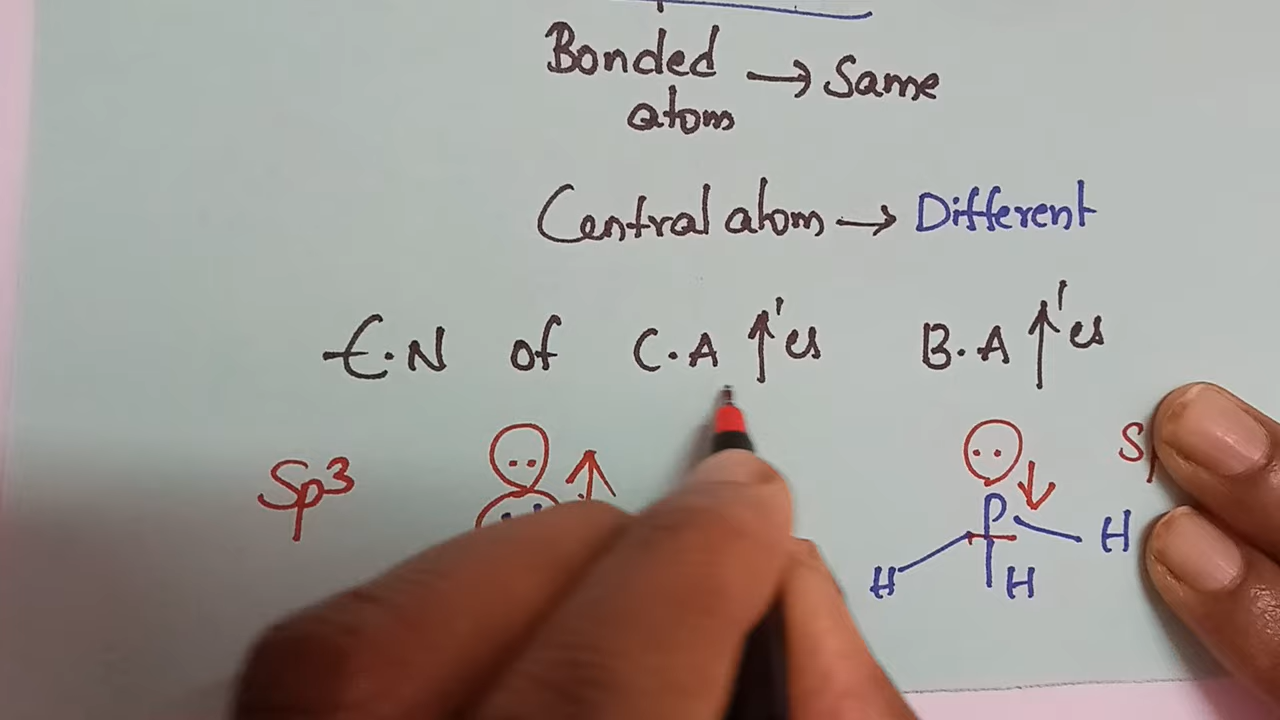 Bonded → Same
atom
Central atom → Different
E.N of C.A ↑'es B.A ↑'es
Sp3
P
H H H